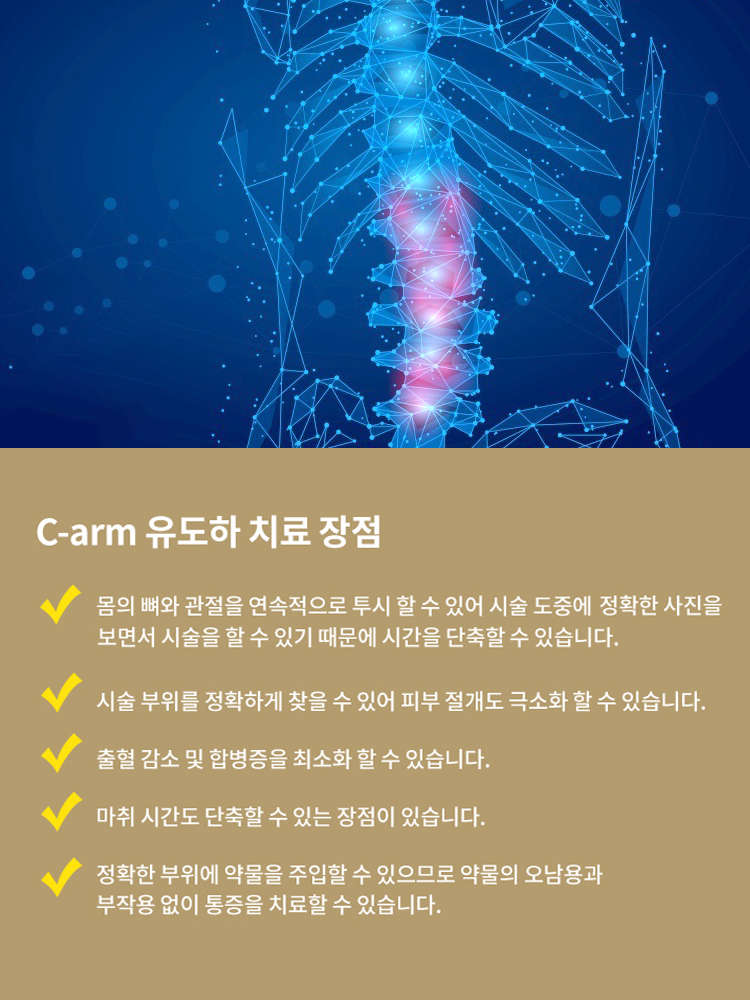 C-arm 유도하 치료 장점
몸의 뼈와 관절을 연속적으로 투시 할 수 있어 시술 도중에 정확한 사진을
보면서 시술을 할 수 있기 때문에 시간을 단축할 수 있습니다.
시술 부위를 정확하게 찾을 수 있어 피부 절개도 극소화 할 수 있습니다.
출혈 감소 및 합병증을 최소화 할 수 있습니다.
마취 시간도 단축할 수 있는 장점이 있습니다.
정확한 부위에 약물을 주입할 수 있으므로 약물의 오남용과
부작용 없이 통증을 치료할 수 있습니다.